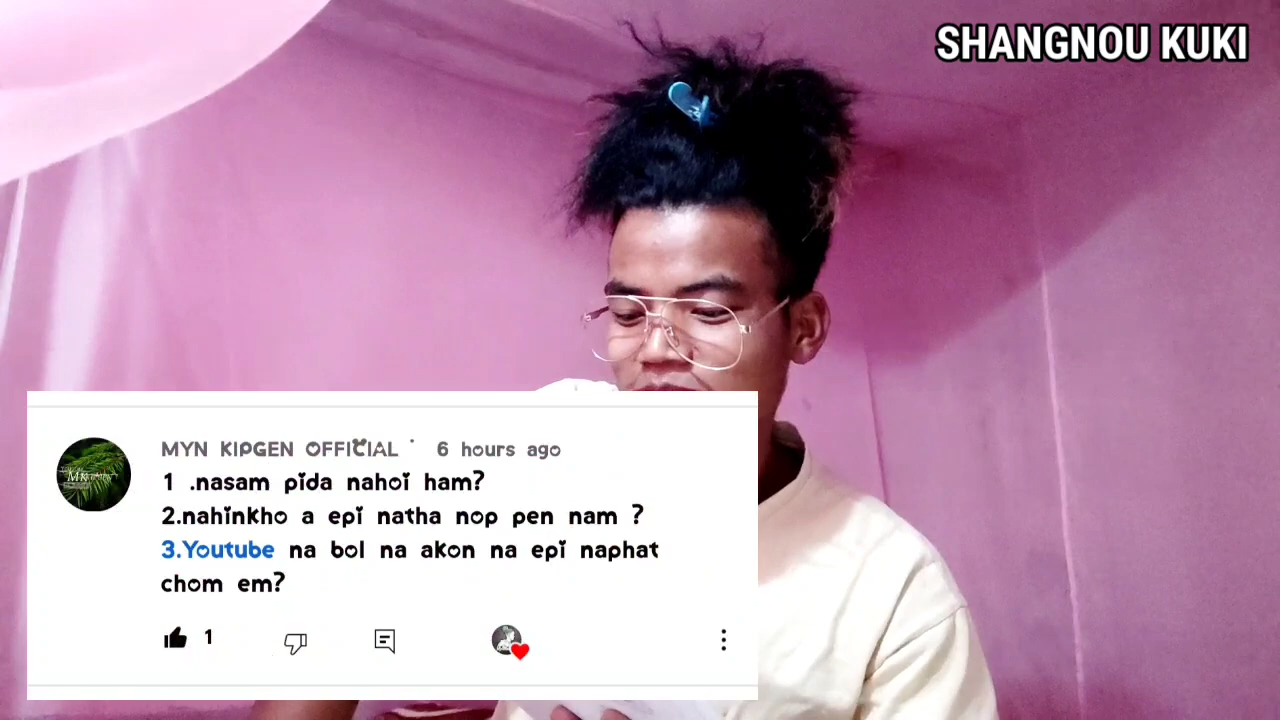 SHANGNOU KUKI
MYN KIPGEN OFFICIAL · 6 hours ago
1 .nasam pida nahoi ham?
2.nahinkho a epi natha nop pen nam ?
3.Youtube na bol na akon na epi naphat
chom em?
1